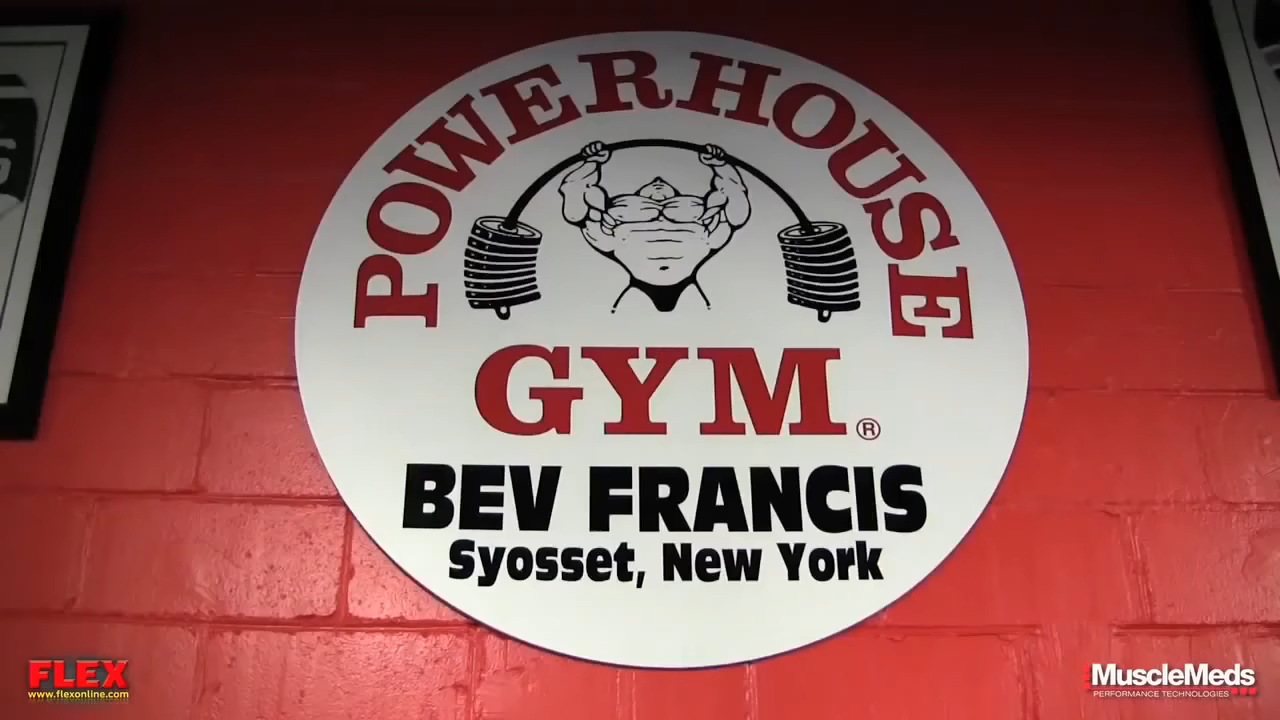 POWERHOUSE
GYM®
BEV FRANCIS
Syosset, New York
FLEX
www.flexonline.com
MuscleMeds
PERFORMANCE TECHNOLOGIES